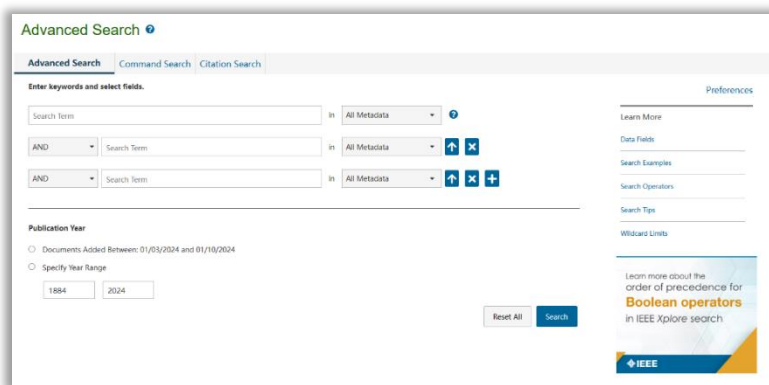 Advanced Search ?
Advanced Search Command Search Citation Search
Enter keywords and select fields.
Preferences
Search Term in All Metadata ?
Learn More
AND Search Term in All Metadata
Data Fields
Search Examples
AND Search Term in All Metadata
Search Operators
Search Tips
Publication Year
Wildcard Limits
Documents Added Between: 01/03/2024 and 01/10/2024
Specify Year Range
1884 2024
Reset All Search
Learn more about the
order of precedence for
Boolean operators
in IEEE Xplore search
IEEE